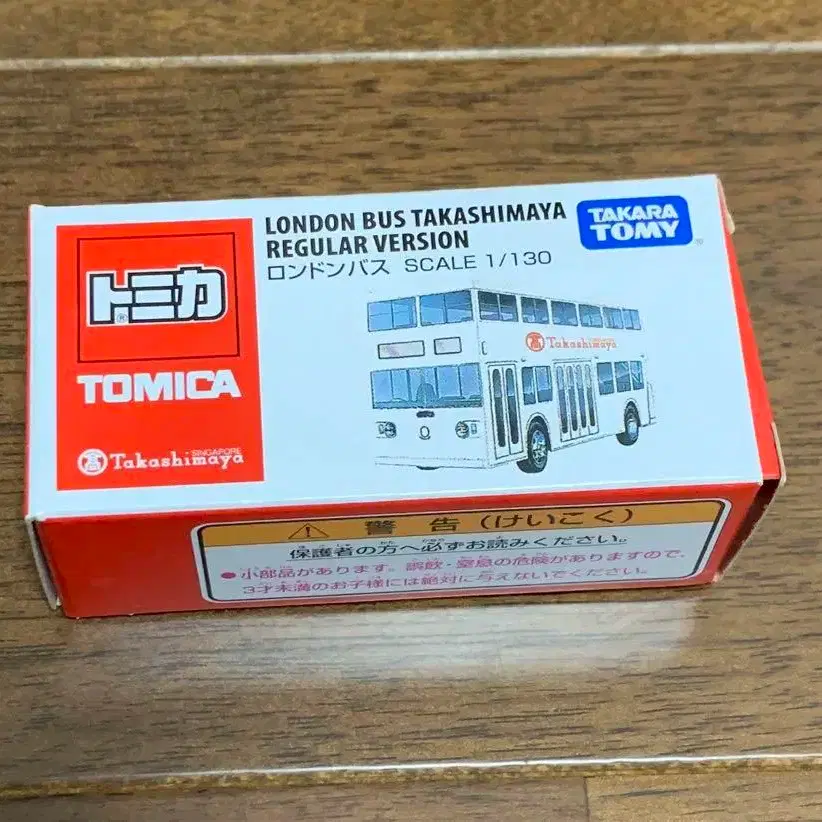 LONDON BUS TAKASHIMAYA
REGULAR VERSION
ロンドンバス SCALE 1/130
TAKARA
TOMY
®
トミカ
®
TOMICA
SINGAPORE
Takashimaya
Takashimaya
警告(けいこく)
保護者の方へ必ずお読みください。
●小部品があります。誤飲・窒息の危険がありますので、
3才未満のお子様には絶対に与えないでください。